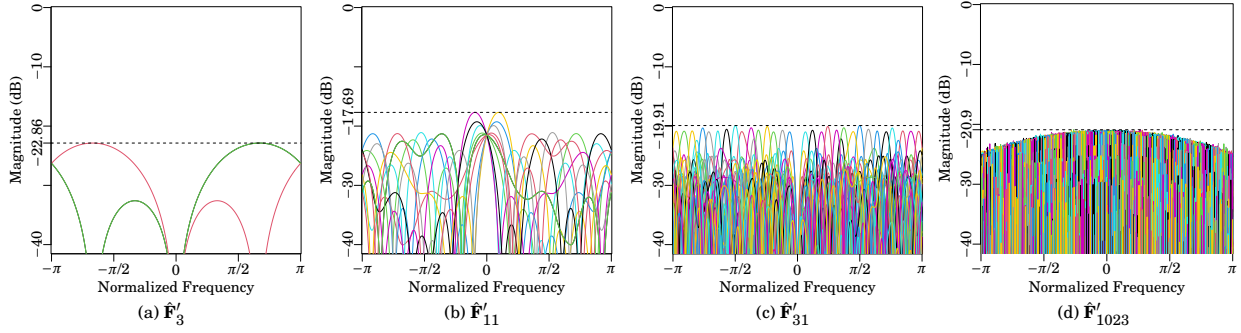 Magnitude (dB)
0
−10
−22.86
−40
−π
−π/2
0
π/2
π
Normalized Frequency
(a) F̂′3
Magnitude (dB)
0
−17.69
−30
−40
−π
−π/2
0
π/2
π
Normalized Frequency
(b) F̂′11
Magnitude (dB)
0
−10
−19.91
−30
−40
−π
−π/2
0
π/2
π
Normalized Frequency
(c) F̂′31
Magnitude (dB)
0
−10
−20.9
−30
−40
−π
−π/2
0
π/2
π
Normalized Frequency
(d) F̂′1023